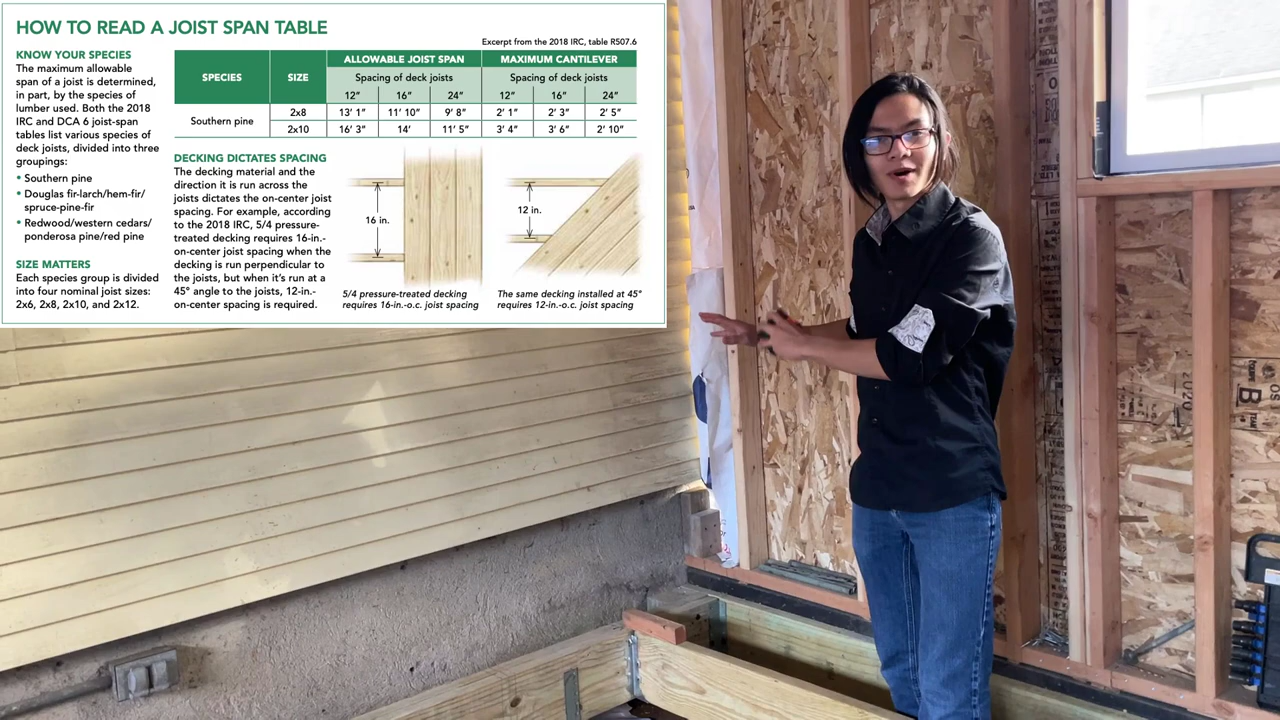 HOW TO READ A JOIST SPAN TABLE
Excerpt from the 2018 IRC, table R507.6
KNOW YOUR SPECIES
The maximum allowable
span of a joist is determined,
in part, by the species of
lumber used. Both the 2018
IRC and DCA 6 joist-span
tables list various species of
deck joists, divided into three
groupings:
• Southern pine
• Douglas fir-larch/hem-fir/
spruce-pine-fir
• Redwood/western cedars/
ponderosa pine/red pine
SIZE MATTERS
Each species group is divided
into four nominal joist sizes:
2x6, 2x8, 2x10, and 2x12.
SPECIES SIZE ALLOWABLE JOIST SPAN MAXIMUM CANTILEVER
Spacing of deck joists Spacing of deck joists
12" 16" 24" 12" 16" 24"
Southern pine 2x8 13' 1" 11' 10" 9' 8" 2' 1" 2' 3" 2' 5"
2x10 16' 3" 14' 11' 5" 3' 4" 3' 6" 2' 10"
DECKING DICTATES SPACING
The decking material and the
direction it is run across the
joists dictates the on-center joist
spacing. For example, according
to the 2018 IRC, 5/4 pressure-
treated decking requires 16-in.-
on-center joist spacing when the
decking is run perpendicular to
the joists, but when it's run at a
45° angle to the joists, 12-in.-
on-center spacing is required.
16 in.
5/4 pressure-treated decking
requires 16-in.-o.c. joist spacing
12 in.
The same decking installed at 45°
requires 12-in.-o.c. joist spacing
2020
B